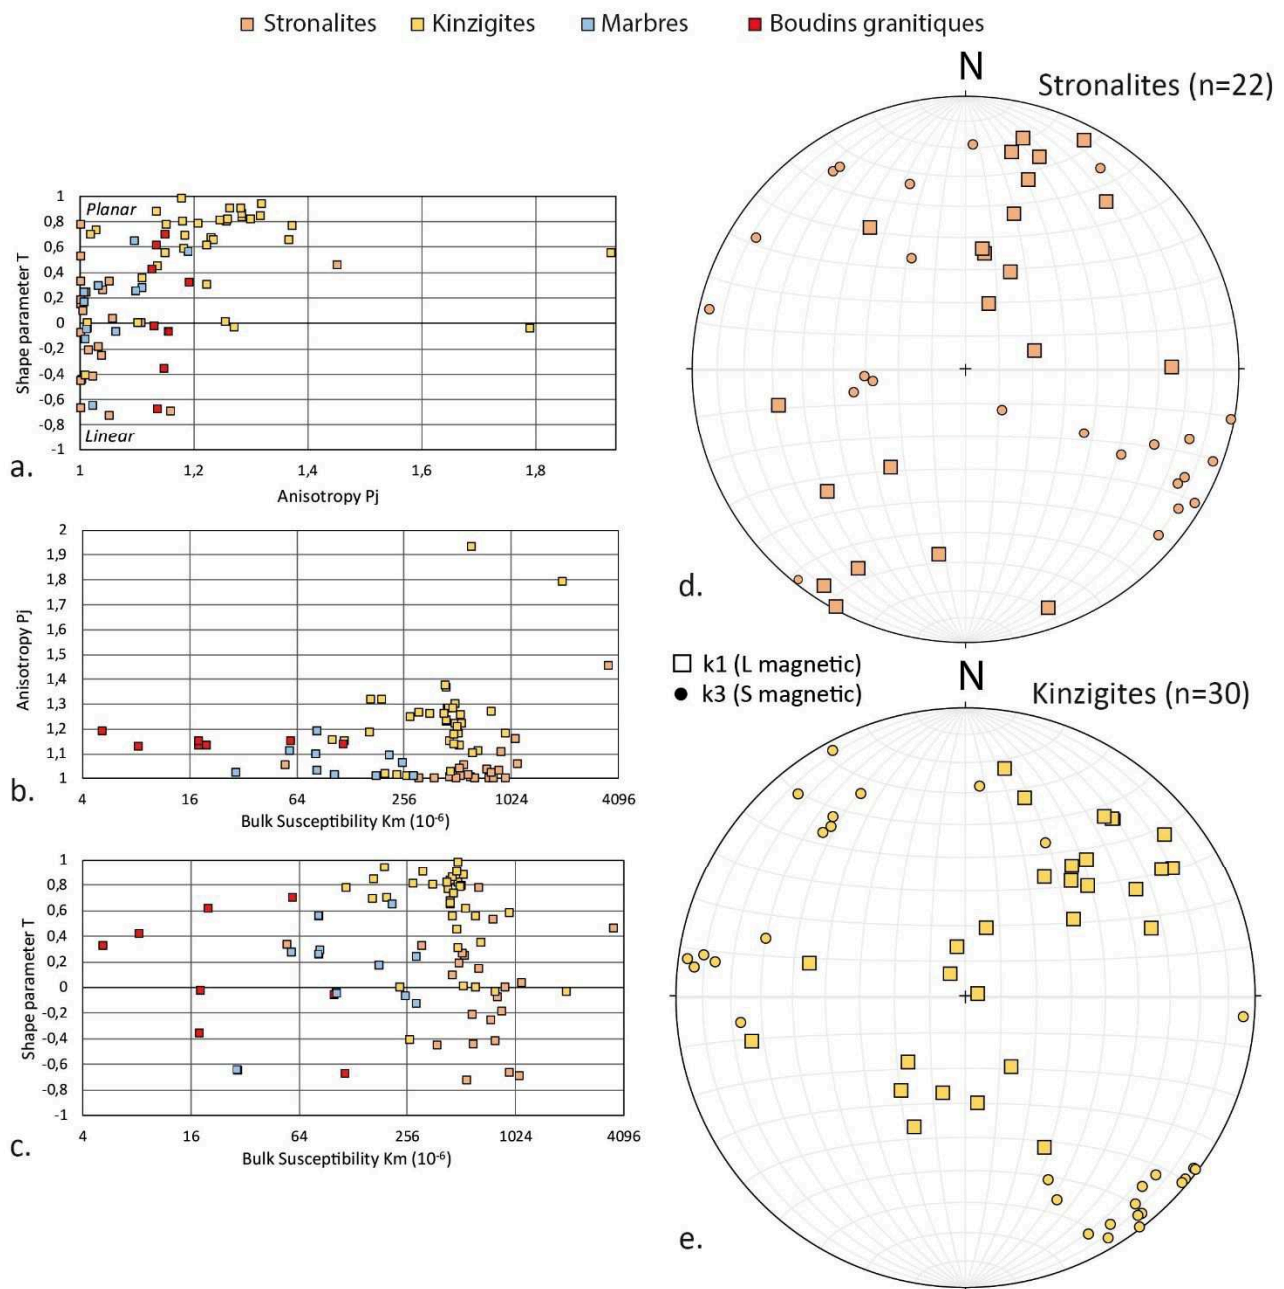 Stronalites Kinzigites Marbres Boudins granitiques
Shape parameter T
1
0,8
0,6
0,4
0,2
0
-0,2
-0,4
-0,6
-0,8
-1
Planar
Linear
a.
1 1,2 1,4 1,6 1,8
Anisotropy Pj
Anisotropy Pj
2
1,9
1,8
1,7
1,6
1,5
1,4
1,3
1,2
1,1
1
b.
4 16 64 256 1024 4096
Bulk Susceptibility Km (10⁻⁶)
Shape parameter T
1
0,8
0,6
0,4
0,2
0
-0,2
-0,4
-0,6
-0,8
-1
c.
4 16 64 256 1024 4096
Bulk Susceptibility Km (10⁻⁶)
N
Stronalites (n=22)
d.
k1 (L magnetic)
k3 (S magnetic)
N
Kinzigites (n=30)
e.